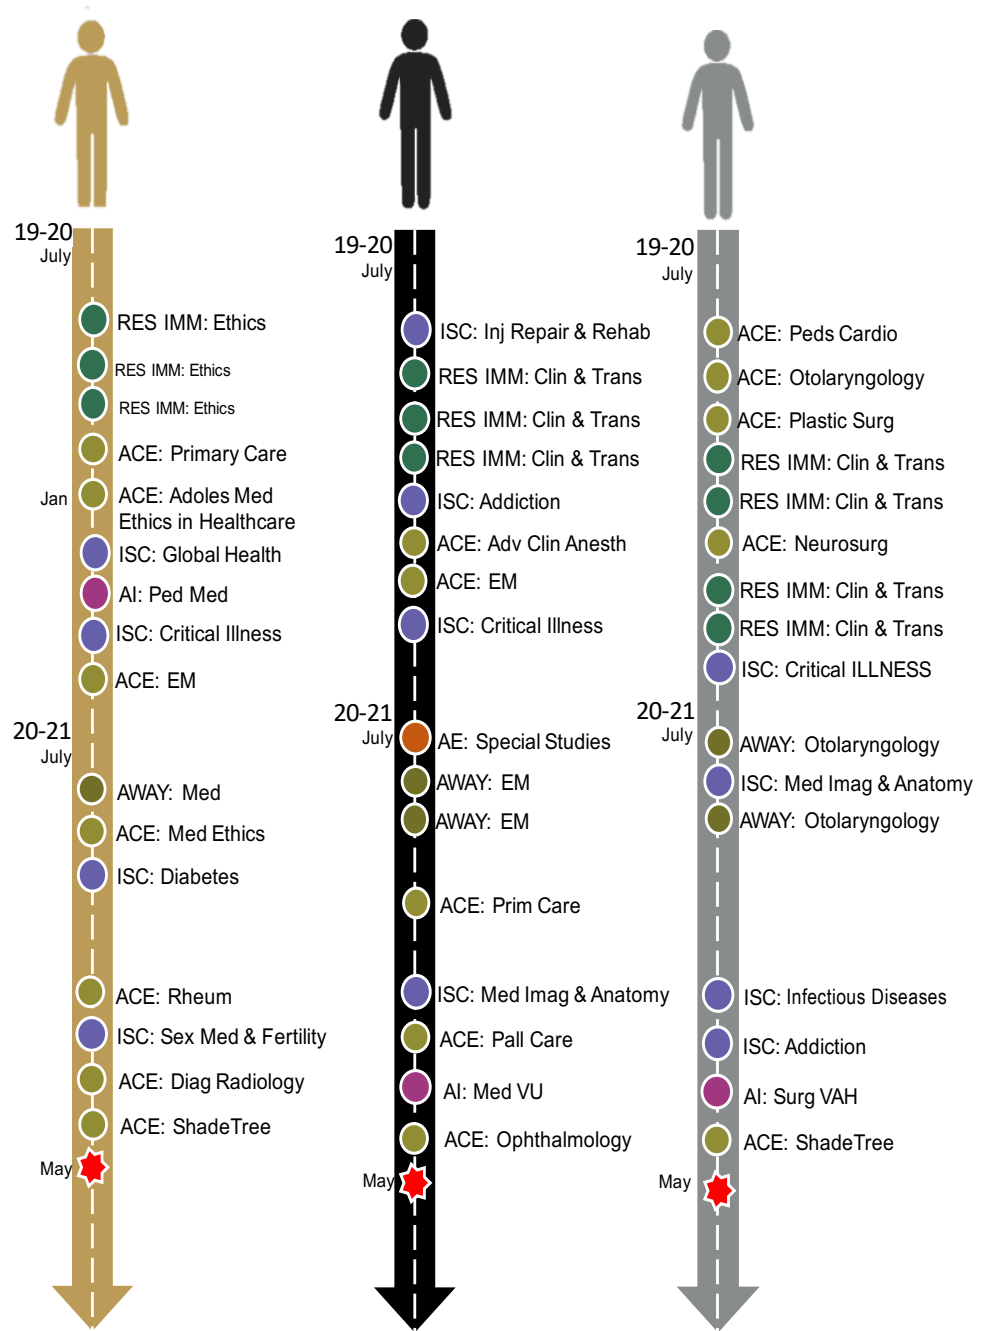 19-20
July
RES IMM: Ethics
RES IMM: Ethics
RES IMM: Ethics
ACE: Primary Care
Jan
ACE: Adoles Med
Ethics in Healthcare
ISC: Global Health
AI: Ped Med
ISC: Critical Illness
ACE: EM
20-21
July
AWAY: Med
ACE: Med Ethics
ISC: Diabetes
ACE: Rheum
ISC: Sex Med & Fertility
ACE: Diag Radiology
ACE: ShadeTree
May
19-20
July
ISC: Inj Repair & Rehab
RES IMM: Clin & Trans
RES IMM: Clin & Trans
RES IMM: Clin & Trans
ISC: Addiction
ACE: Adv Clin Anesth
ACE: EM
ISC: Critical Illness
20-21
July
AE: Special Studies
AWAY: EM
AWAY: EM
ACE: Prim Care
ISC: Med Imag & Anatomy
ACE: Pall Care
AI: Med VU
ACE: Ophthalmology
May
19-20
July
ACE: Peds Cardio
ACE: Otolaryngology
ACE: Plastic Surg
RES IMM: Clin & Trans
RES IMM: Clin & Trans
ACE: Neurosurg
RES IMM: Clin & Trans
RES IMM: Clin & Trans
ISC: Critical ILLNESS
20-21
July
AWAY: Otolaryngology
ISC: Med Imag & Anatomy
AWAY: Otolaryngology
ISC: Infectious Diseases
ISC: Addiction
AI: Surg VAH
ACE: ShadeTree
May